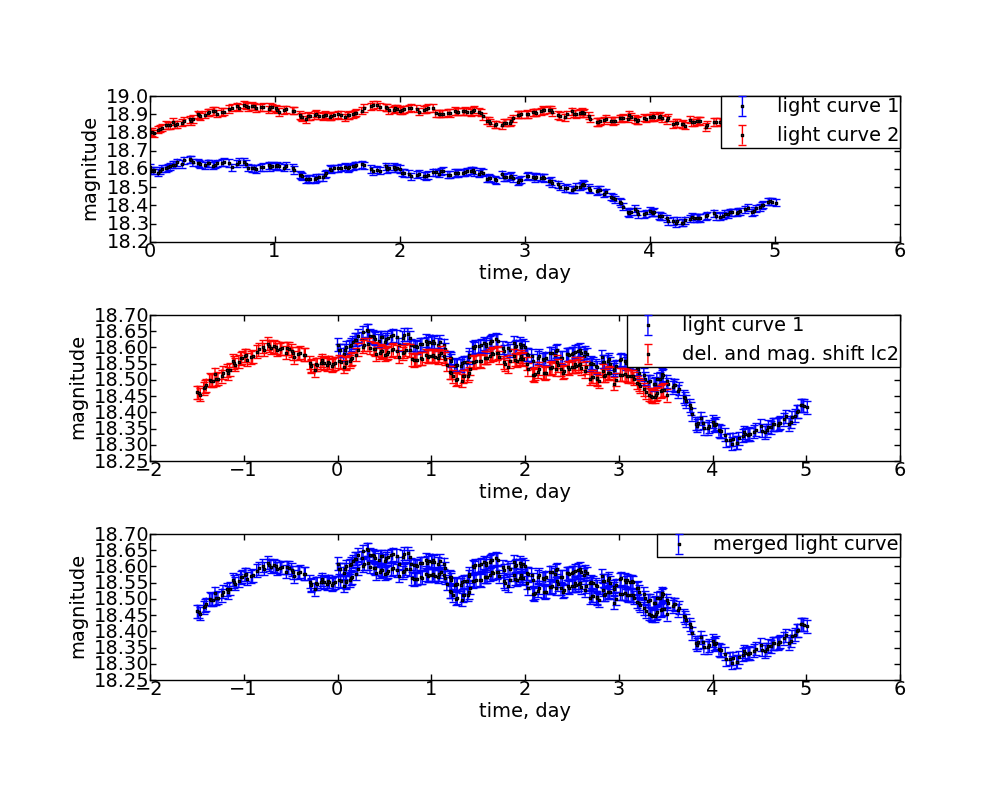 19.0
18.9
18.8
18.7
18.6
18.5
18.4
18.3
18.2
magnitude
light curve 1
light curve 2
0 1 2 3 4 5 6
time, day
18.70
18.65
18.60
18.55
18.50
18.45
18.40
18.35
18.30
18.25
magnitude
light curve 1
del. and mag. shift lc2
−2 −1 0 1 2 3 4 5 6
time, day
18.70
18.65
18.60
18.55
18.50
18.45
18.40
18.35
18.30
18.25
magnitude
merged light curve
−2 −1 0 1 2 3 4 5 6
time, day